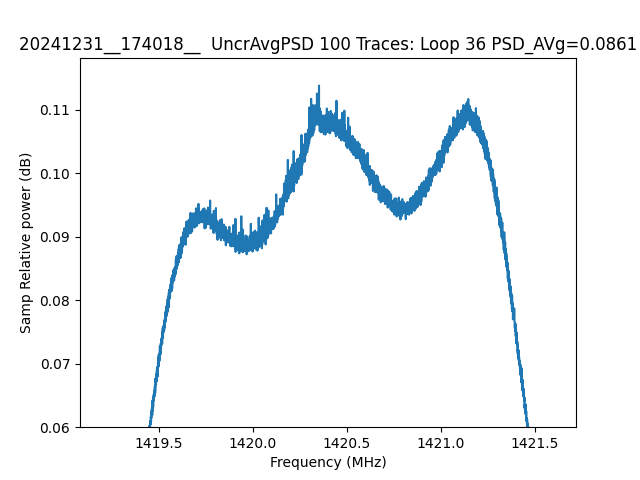 20241231__174018__ UncrAvgPSD 100 Traces: Loop 36 PSD_AVg=0.0861
Samp Relative power (dB)
0.11
0.10
0.09
0.08
0.07
0.06
1419.5 1420.0 1420.5 1421.0 1421.5
Frequency (MHz)